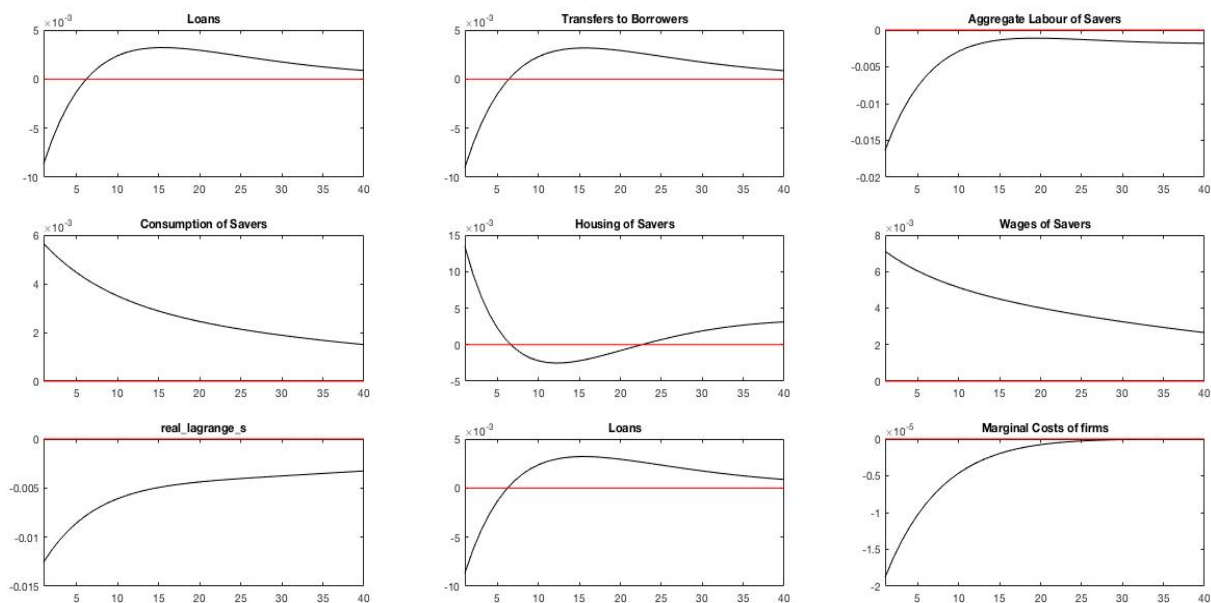 Loans
×10⁻³
5
0
-5
-10
5 10 15 20 25 30 35 40
Transfers to Borrowers
×10⁻³
5
0
-5
-10
5 10 15 20 25 30 35 40
Aggregate Labour of Savers
0
-0.005
-0.01
-0.015
-0.02
5 10 15 20 25 30 35 40
Consumption of Savers
×10⁻³
6
4
2
0
5 10 15 20 25 30 35 40
Housing of Savers
×10⁻³
15
10
5
0
-5
5 10 15 20 25 30 35 40
Wages of Savers
×10⁻³
8
6
4
2
0
5 10 15 20 25 30 35 40
real_lagrange_s
0
-0.005
-0.01
-0.015
5 10 15 20 25 30 35 40
Loans
×10⁻³
5
0
-5
-10
5 10 15 20 25 30 35 40
Marginal Costs of firms
×10⁻⁵
0
-0.5
-1
-1.5
-2
5 10 15 20 25 30 35 40